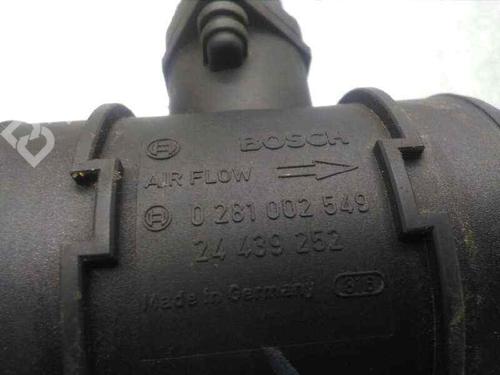 BOSCH
AIR FLOW
0 281 002 549
24 439 252
Made in Germany